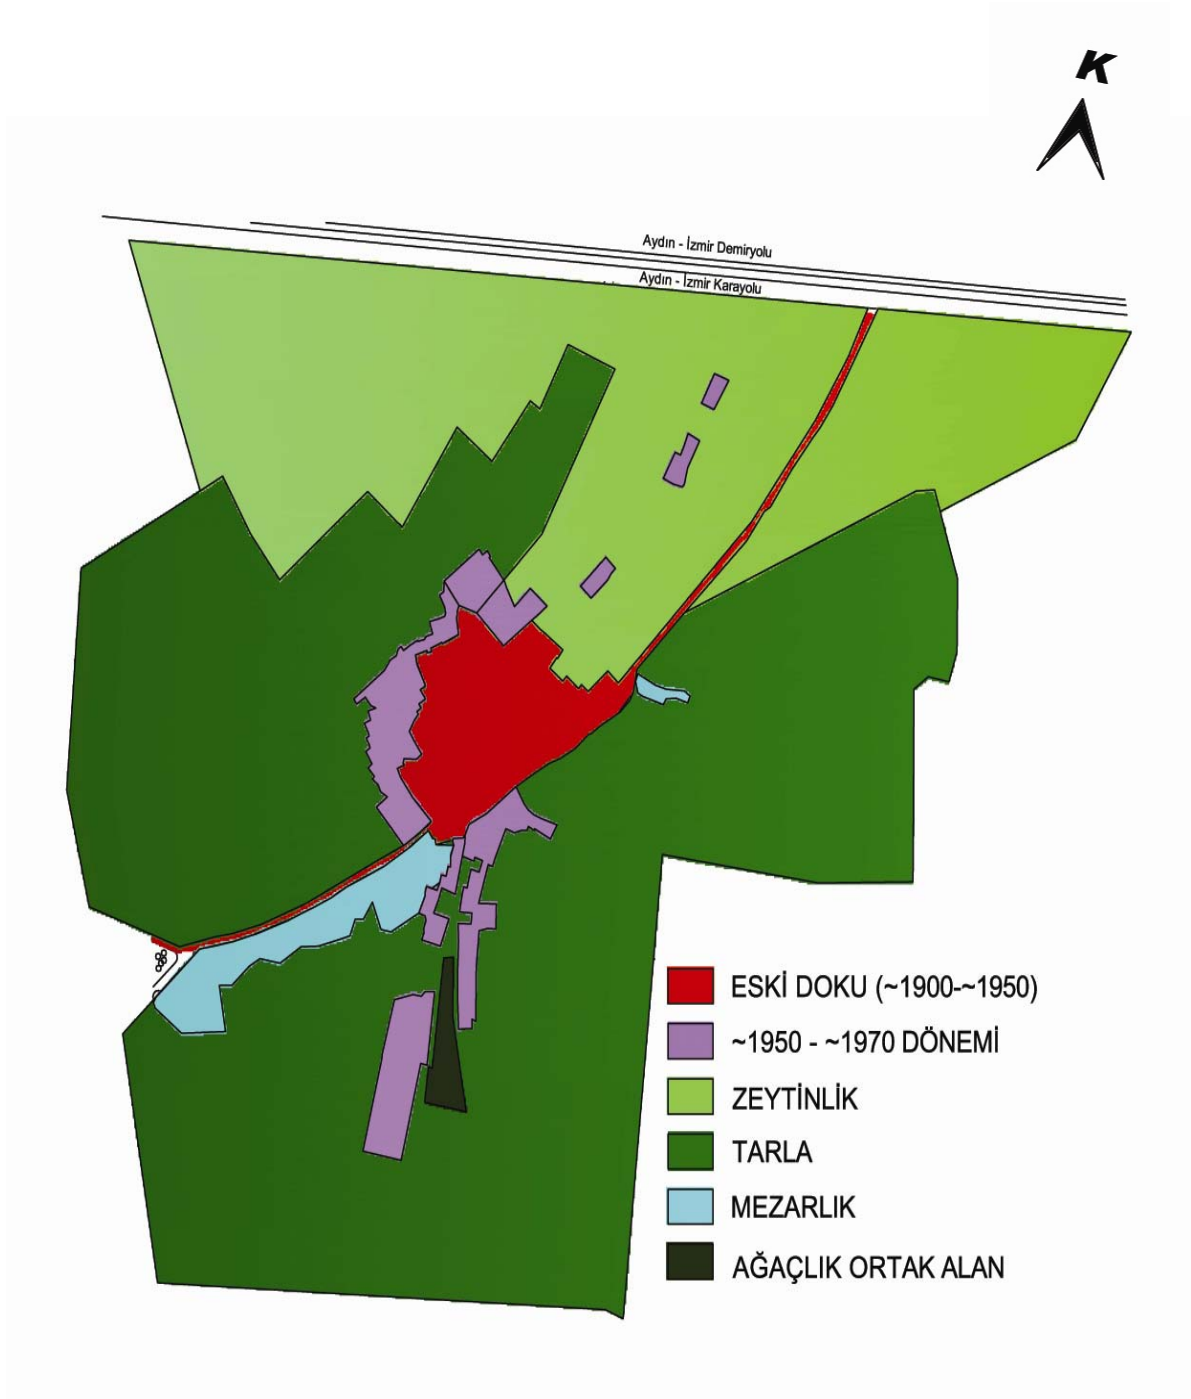 K
Aydın - İzmir Demiryolu
Aydın - İzmir Karayolu
ESKİ DOKU (~1900-~1950)
~1950 - ~1970 DÖNEMİ
ZEYTİNLİK
TARLA
MEZARLIK
AĞAÇLIK ORTAK ALAN